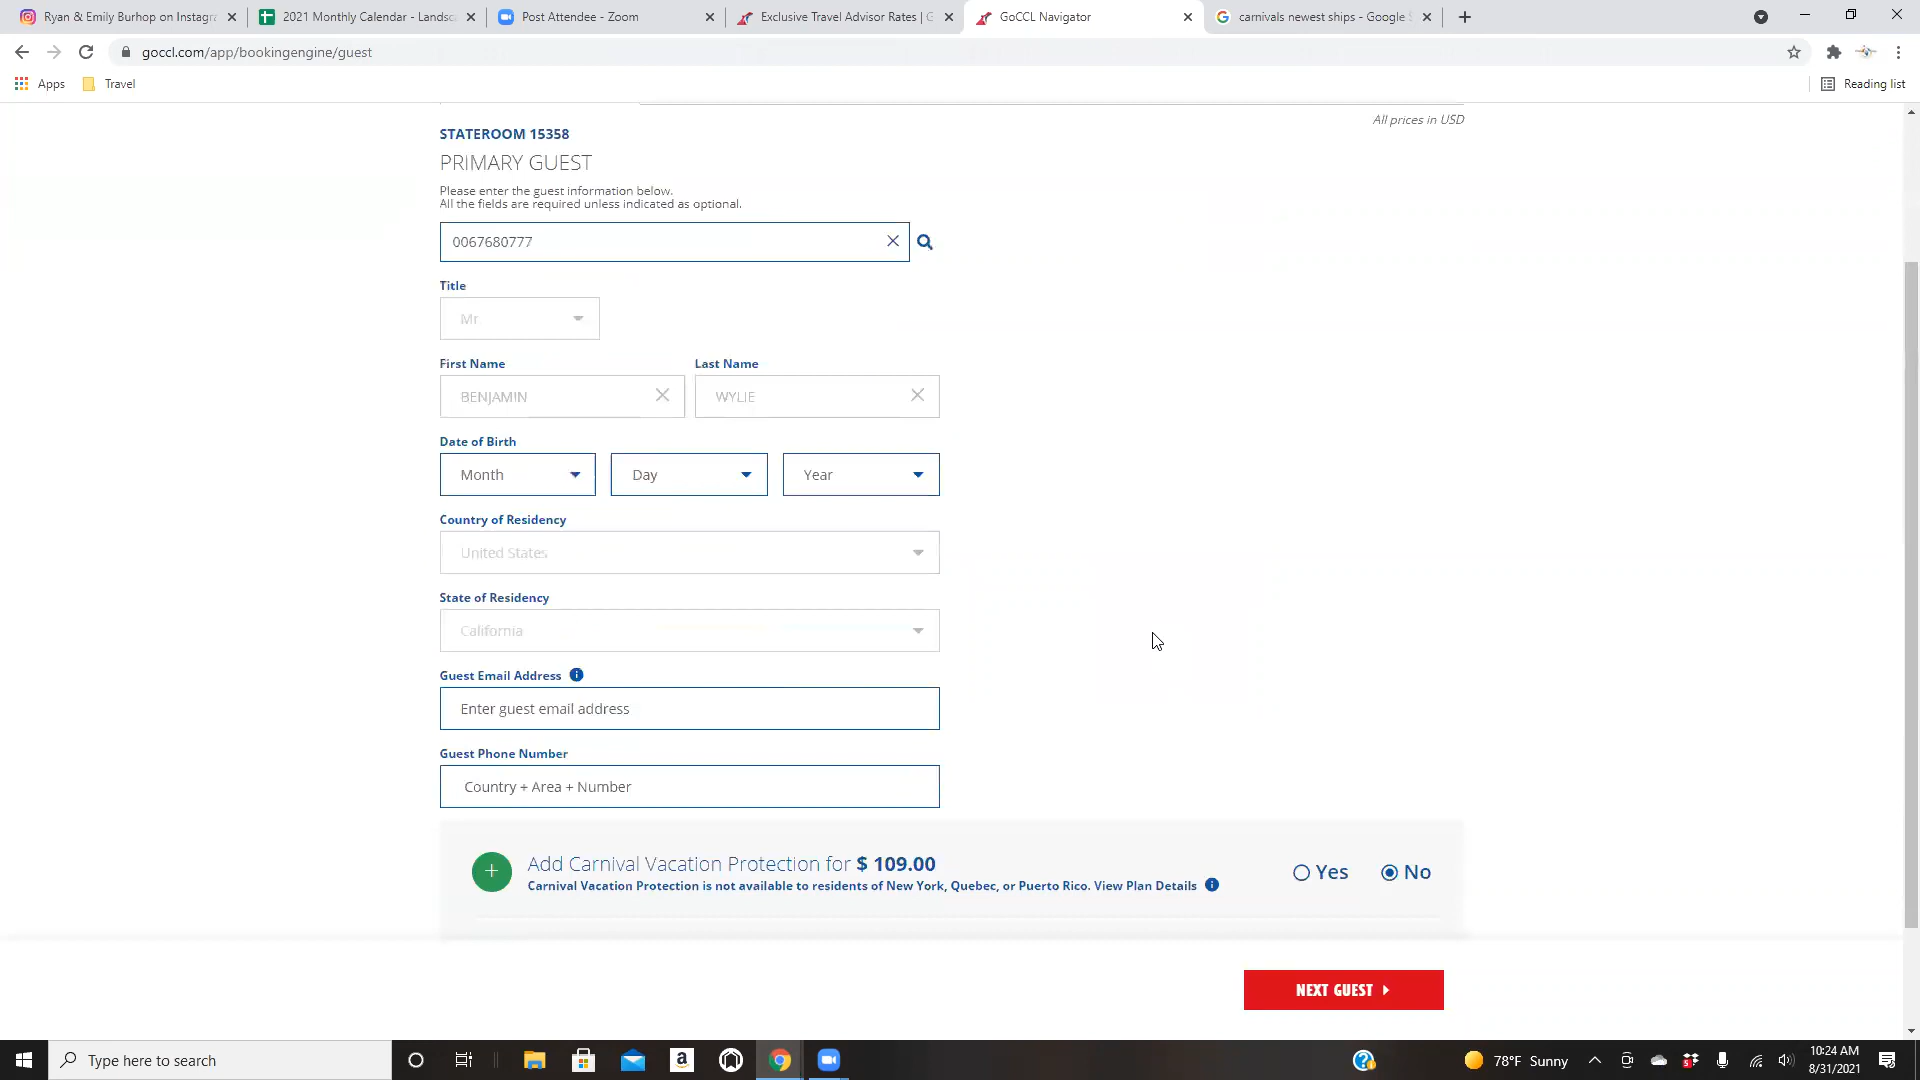 Ryan & Emily Burhop on Instagra
2021 Monthly Calendar - Landsc
Post Attendee - Zoom
Exclusive Travel Advisor Rates | G
GoCCL Navigator
carnivals newest ships - Google S
goccl.com/app/bookingengine/guest
Apps
Travel
Reading list
All prices in USD
STATEROOM 15358
PRIMARY GUEST
Please enter the guest information below.
All the fields are required unless indicated as optional.
0067680777
Title
Mr
First Name
Last Name
BENJAMIN
WYLIE
Date of Birth
Month
Day
Year
Country of Residency
United States
State of Residency
California
Guest Email Address
Enter guest email address
Guest Phone Number
Country + Area + Number
Add Carnival Vacation Protection for $ 109.00
Yes
No
Carnival Vacation Protection is not available to residents of New York, Quebec, or Puerto Rico. View Plan Details
NEXT GUEST
Type here to search
78°F Sunny
10:24 AM
8/31/2021